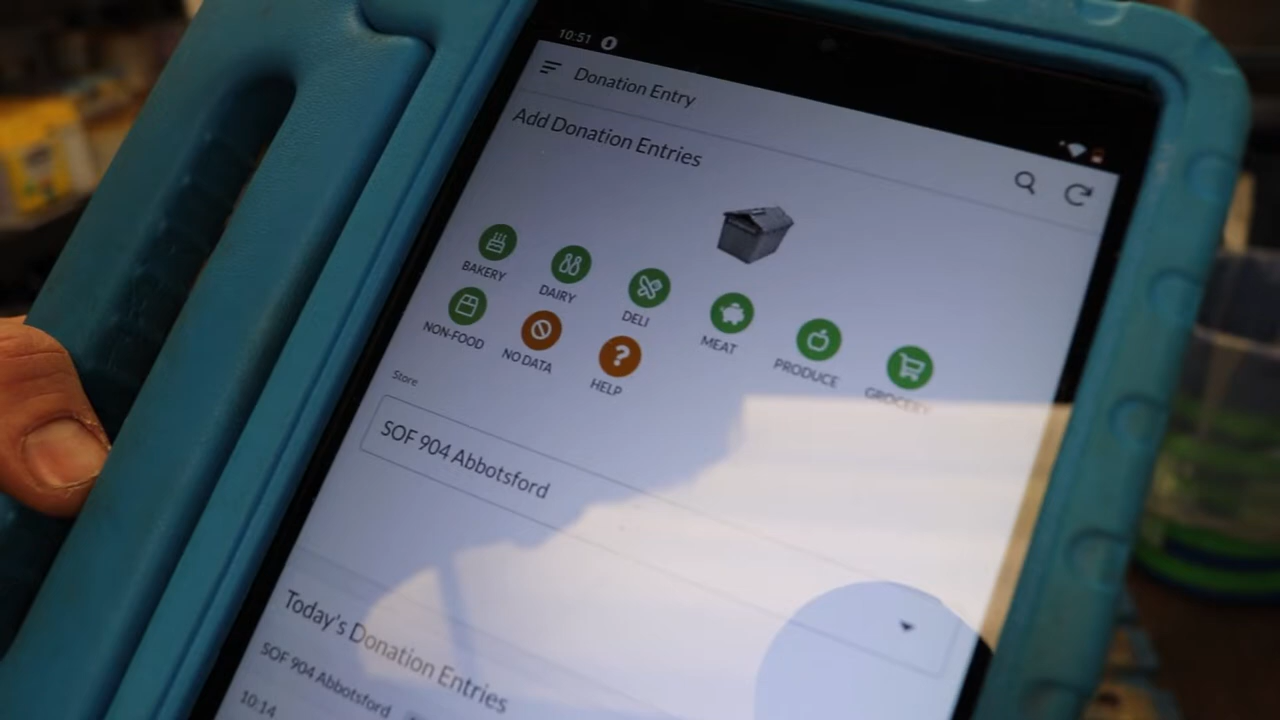 10:51
Donation Entry
Add Donation Entries
BAKERY DAIRY DELI MEAT PRODUCE GROCERY
NON-FOOD NO DATA HELP
Store
SOF 904 Abbotsford
Today's Donation Entries
SOF 904 Abbotsford
10:14